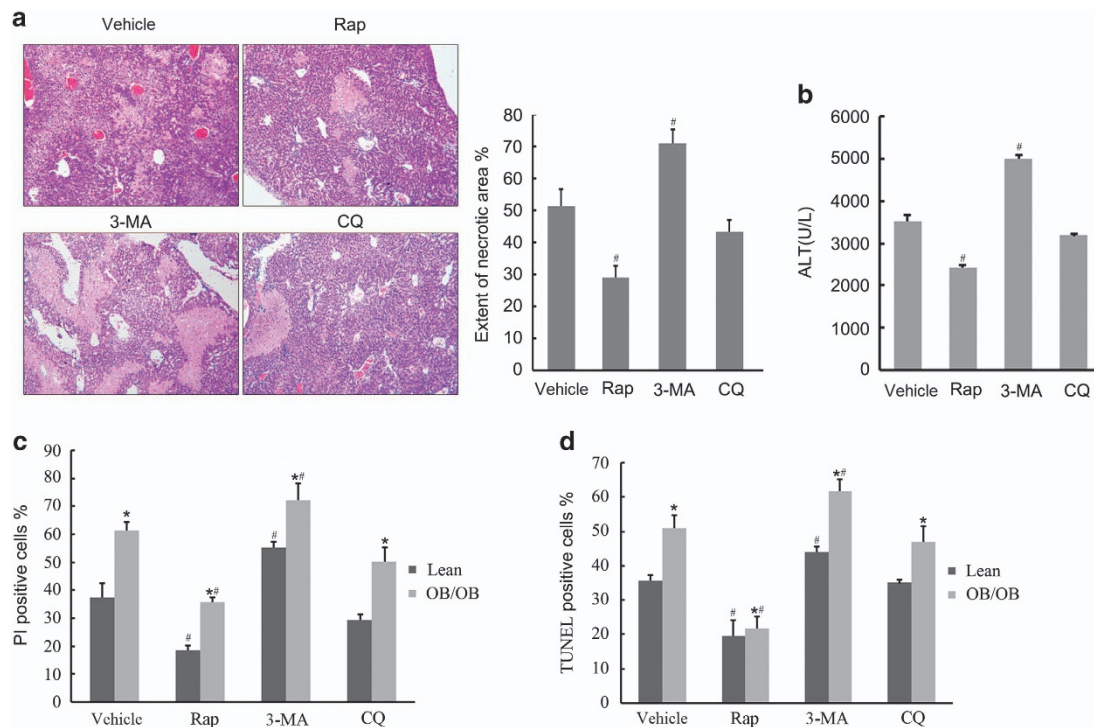 a
Vehicle Rap
3-MA CQ
Extent of necrotic area %
80
70
60
50
40
30
20
10
0
#
#
Vehicle Rap 3-MA CQ
b
ALT(U/L)
6000
5000
4000
3000
2000
1000
0
#
#
Vehicle Rap 3-MA CQ
c
PI positive cells %
90
80
70
60
50
40
30
20
10
0
*
#
*#
#
*#
*
Lean
OB/OB
Vehicle Rap 3-MA CQ
d
TUNEL positive cells %
70
60
50
40
30
20
10
0
*
#
*#
#
*#
*
Lean
OB/OB
Vehicle Rap 3-MA CQ